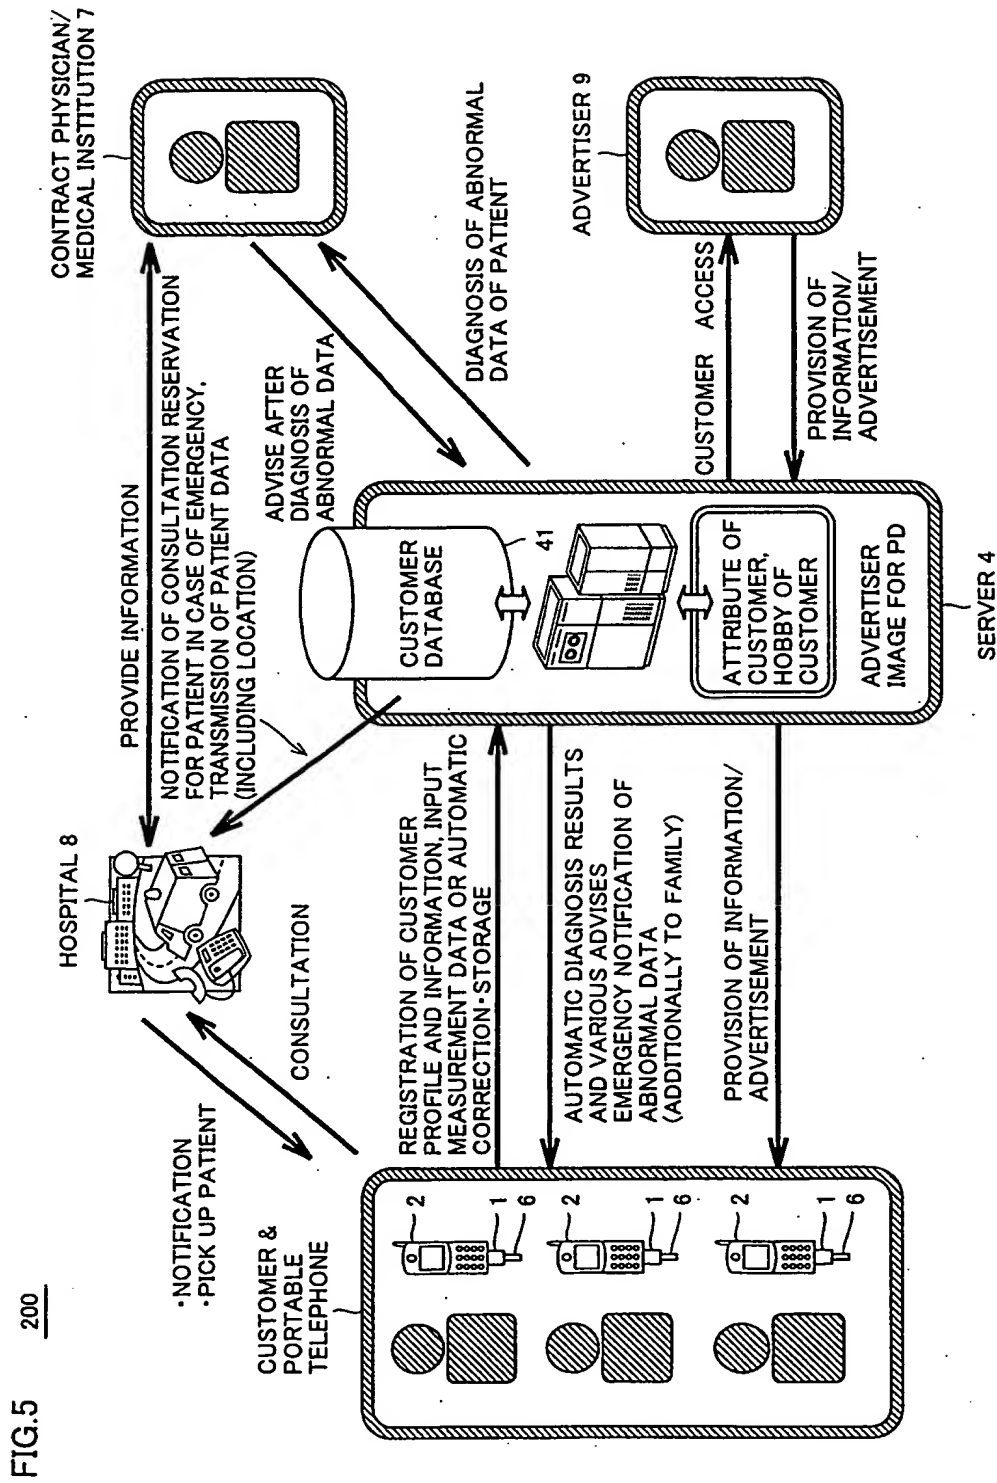 FIG.5
200
HOSPITAL 8
CONTRACT PHYSICIAN/
MEDICAL INSTITUTION 7
PROVIDE INFORMATION
NOTIFICATION OF CONSULTATION RESERVATION
FOR PATIENT IN CASE OF EMERGENCY,
TRANSMISSION OF PATIENT DATA
(INCLUDING LOCATION)
·NOTIFICATION
·PICK UP PATIENT
CONSULTATION
ADVISE AFTER
DIAGNOSIS OF
ABNORMAL DATA
DIAGNOSIS OF ABNORMAL
DATA OF PATIENT
CUSTOMER &
PORTABLE
TELEPHONE
2
1
6
2
1
6
2
1
6
REGISTRATION OF CUSTOMER
PROFILE AND INFORMATION, INPUT
MEASUREMENT DATA OR AUTOMATIC
CORRECTION·STORAGE
AUTOMATIC DIAGNOSIS RESULTS
AND VARIOUS ADVISES
EMERGENCY NOTIFICATION OF
ABNORMAL DATA
(ADDITIONALLY TO FAMILY)
PROVISION OF INFORMATION/
ADVERTISEMENT
CUSTOMER
DATABASE
41
ATTRIBUTE OF
CUSTOMER,
HOBBY OF
CUSTOMER
ADVERTISER
IMAGE FOR PD
SERVER 4
ADVERTISER 9
CUSTOMER ACCESS
PROVISION OF
INFORMATION/
ADVERTISEMENT